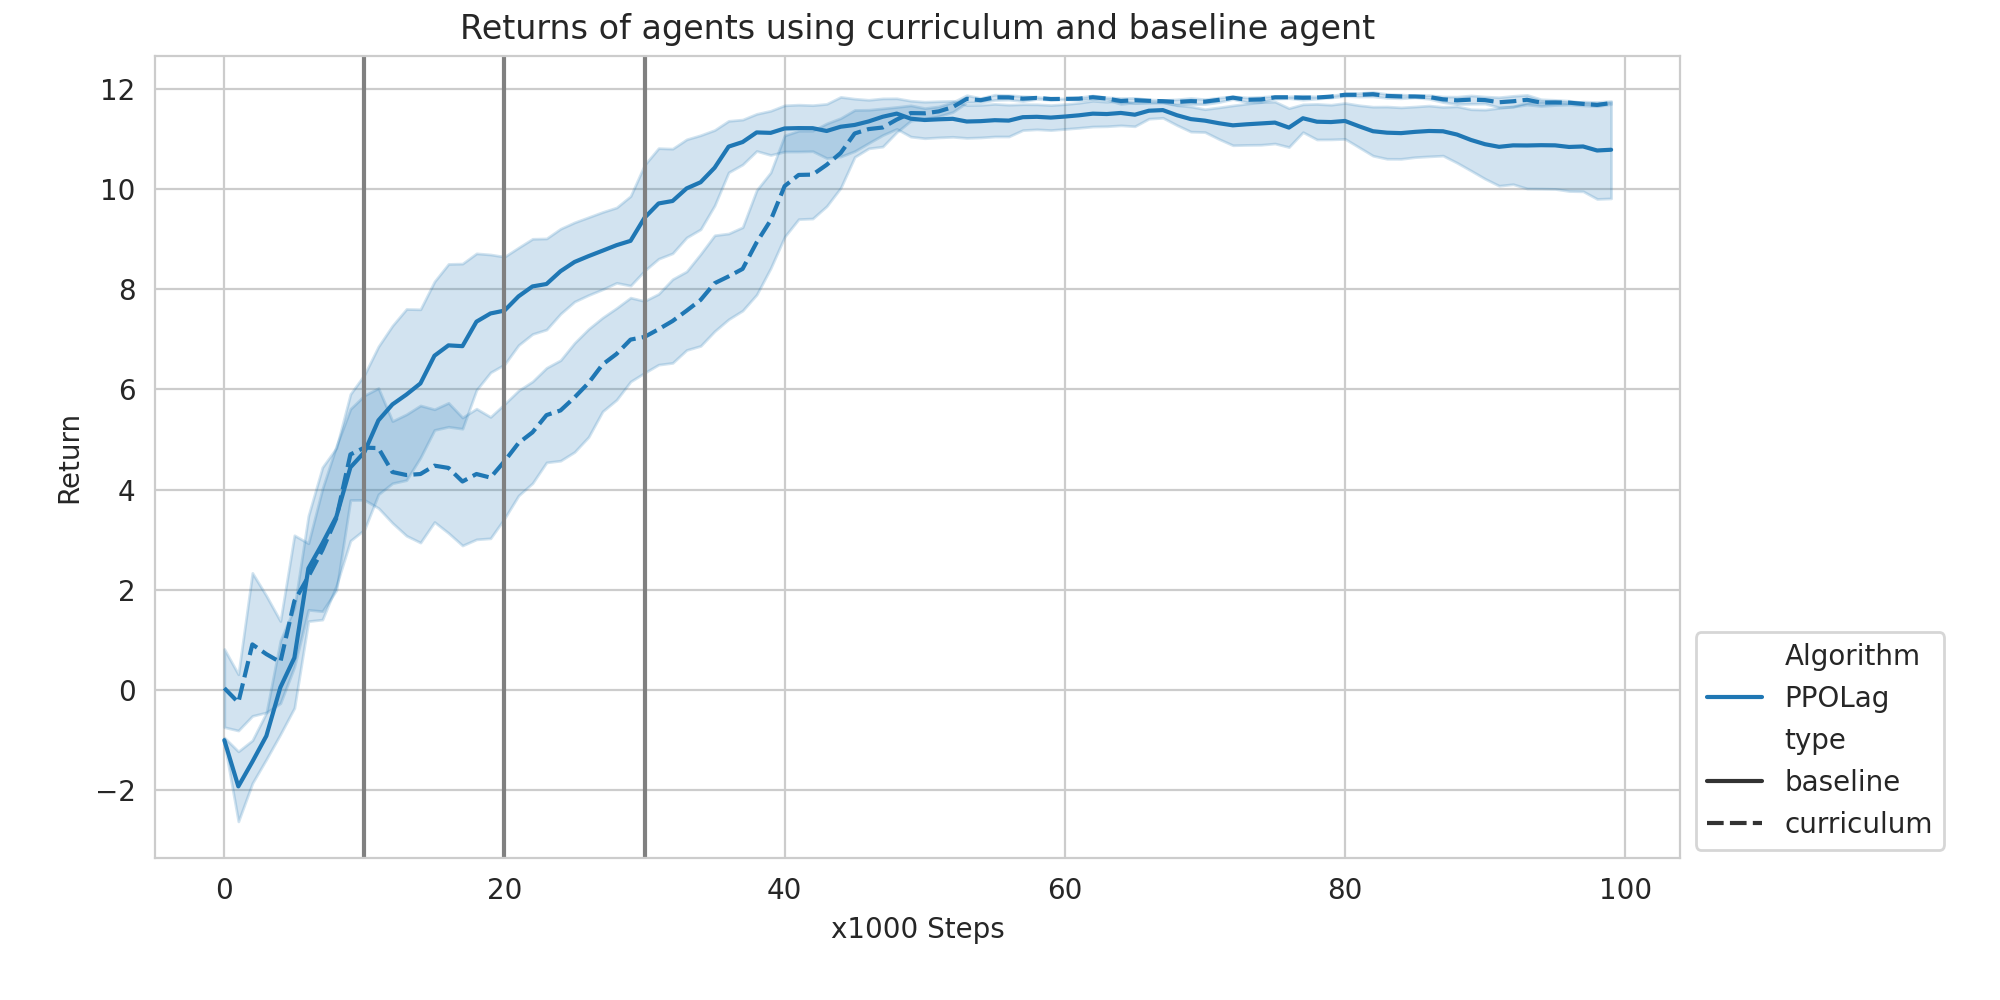 Returns of agents using curriculum and baseline agent
12
10
8
6
4
2
0
−2
Return
0 20 40 60 80 100
x1000 Steps
Algorithm
PPOLag
type
baseline
curriculum